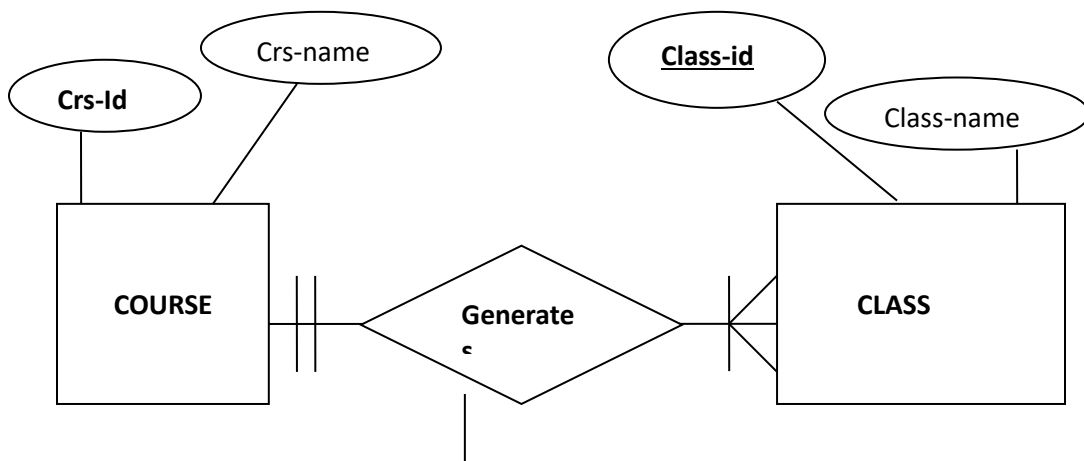 Crs-name
Class-id
Crs-Id
Class-name
COURSE
Generate
s
CLASS